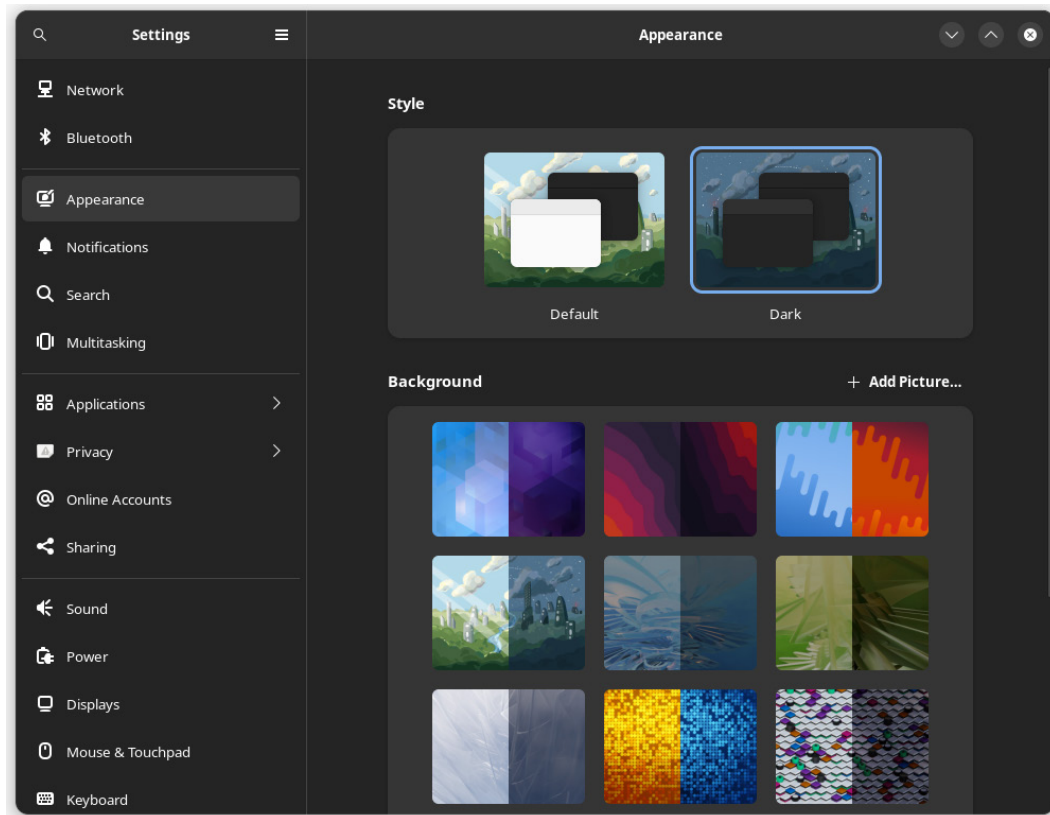 Settings
Appearance
Network
Bluetooth
Appearance
Notifications
Search
Multitasking
Applications
Privacy
Online Accounts
Sharing
Sound
Power
Displays
Mouse & Touchpad
Keyboard
Style
Default
Dark
Background
Add Picture...